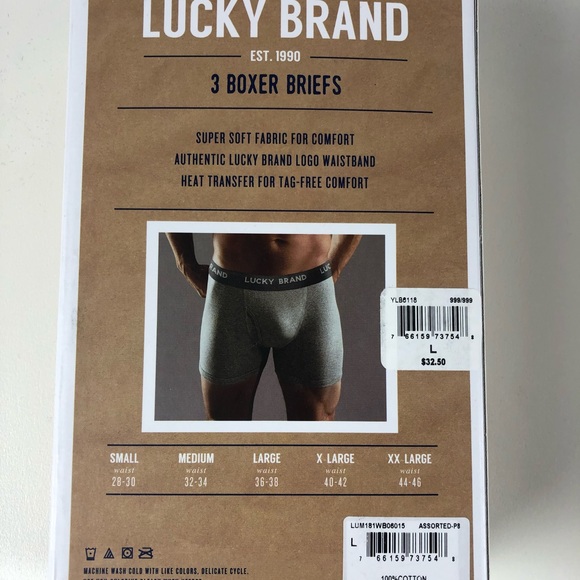 LUCKY BRAND
EST. 1990
3 BOXER BRIEFS
SUPER SOFT FABRIC FOR COMFORT
AUTHENTIC LUCKY BRAND LOGO WAISTBAND
HEAT TRANSFER FOR TAG-FREE COMFORT
LUCKY BRAND
YLB6116 999/999
7 66159 73754 8
L
$32.50
SMALL MEDIUM LARGE X-LARGE XX-LARGE
waist waist waist waist waist
28-30 32-34 36-38 40-42 44-46
LUM181WB06015 ASSORTED-P8
L
7 66159 73754 8
MACHINE WASH COLD WITH LIKE COLORS, DELICATE CYCLE.
100%COTTON